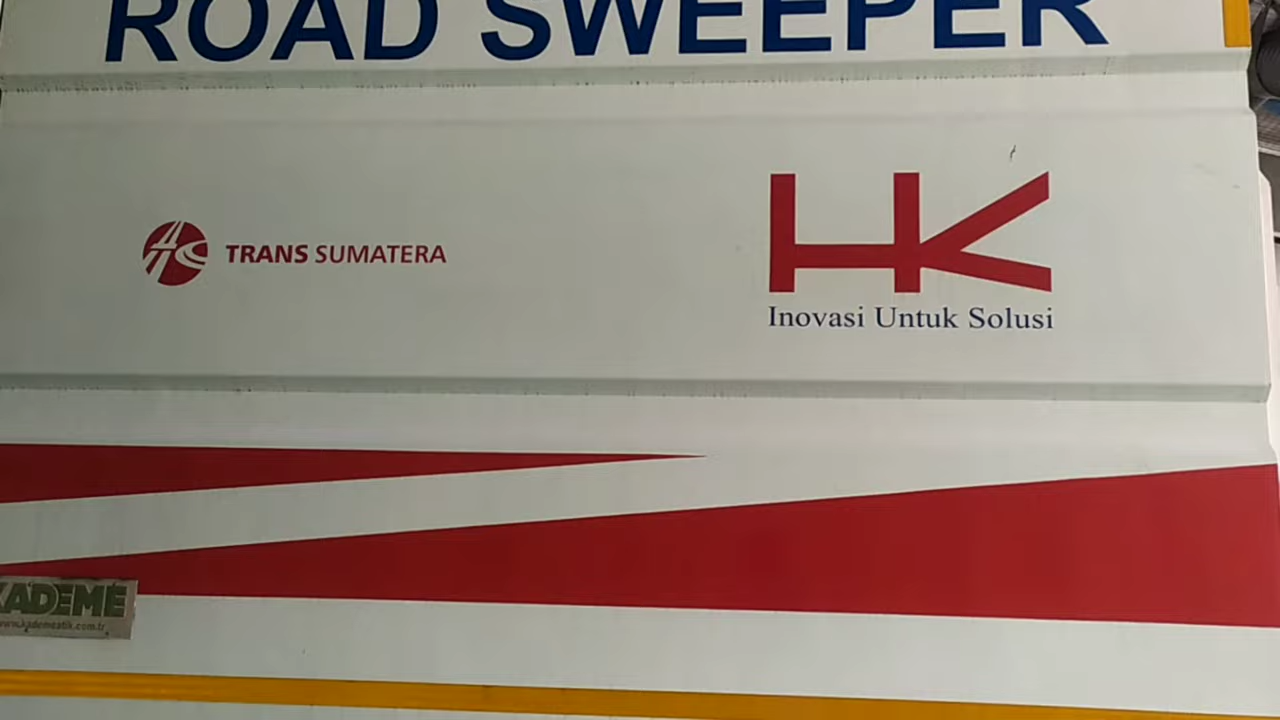 ROAD SWEEPER
TRANS SUMATERA
HK
Inovasi Untuk Solusi
KADEME
www.kademeatik.com.tr